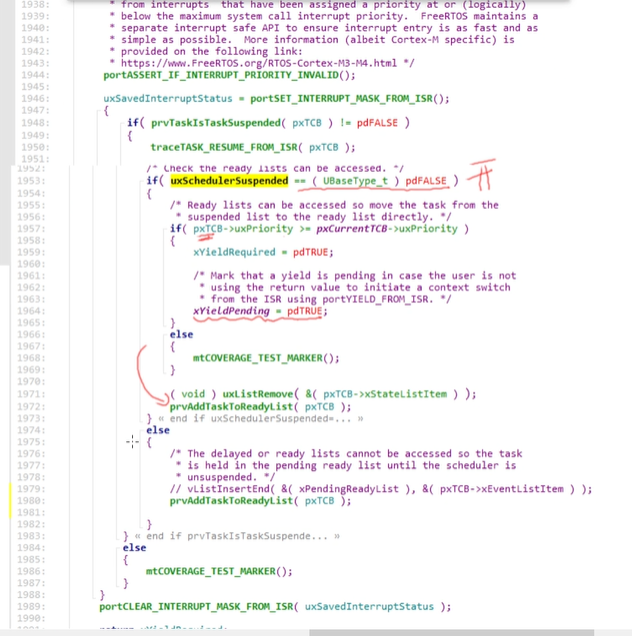 1938: * from interrupts  that have been assigned a priority at or (logically)
1939: * below the maximum system call interrupt priority.  FreeRTOS maintains a
1940: * separate interrupt safe API to ensure interrupt entry is as fast and as
1941: * simple as possible.  More information (albeit Cortex-M specific) is
1942: * provided on the following link:
1943: * https://www.FreeRTOS.org/RTOS-Cortex-M3-M4.html */
1944: portASSERT_IF_INTERRUPT_PRIORITY_INVALID();
1945:
1946: uxSavedInterruptStatus = portSET_INTERRUPT_MASK_FROM_ISR();
1947: {
1948: if( prvTaskIsTaskSuspended( pxTCB ) != pdFALSE )
1949: {
1950: traceTASK_RESUME_FROM_ISR( pxTCB );
1951:
1952: /* Check the ready lists can be accessed. */
1953: if( uxSchedulerSuspended == ( UBaseType_t ) pdFALSE )
1954: {
1955: /* Ready lists can be accessed so move the task from the
1956: * suspended list to the ready list directly. */
1957: if( pxTCB->uxPriority >= pxCurrentTCB->uxPriority )
1958: {
1959: xYieldRequired = pdTRUE;
1960:
1961: /* Mark that a yield is pending in case the user is not
1962: * using the return value to initiate a context switch
1963: * from the ISR using portYIELD_FROM_ISR. */
1964: xYieldPending = pdTRUE;
1965: }
1966: else
1967: {
1968: mtCOVERAGE_TEST_MARKER();
1969: }
1970:
1971: ( void ) uxListRemove( &( pxTCB->xStateListItem ) );
1972: prvAddTaskToReadyList( pxTCB );
1973: } « end if uxSchedulerSuspended=... »
1974: else
1975: {
1976: /* The delayed or ready lists cannot be accessed so the task
1977: * is held in the pending ready list until the scheduler is
1978: * unsuspended. */
1979: // vListInsertEnd( &( xPendingReadyList ), &( pxTCB->xEventListItem ) );
1980: prvAddTaskToReadyList( pxTCB );
1981:
1982: }
1983: } « end if prvTaskIsTaskSuspende... »
1984: else
1985: {
1986: mtCOVERAGE_TEST_MARKER();
1987: }
1988: }
1989: portCLEAR_INTERRUPT_MASK_FROM_ISR( uxSavedInterruptStatus );
1990: